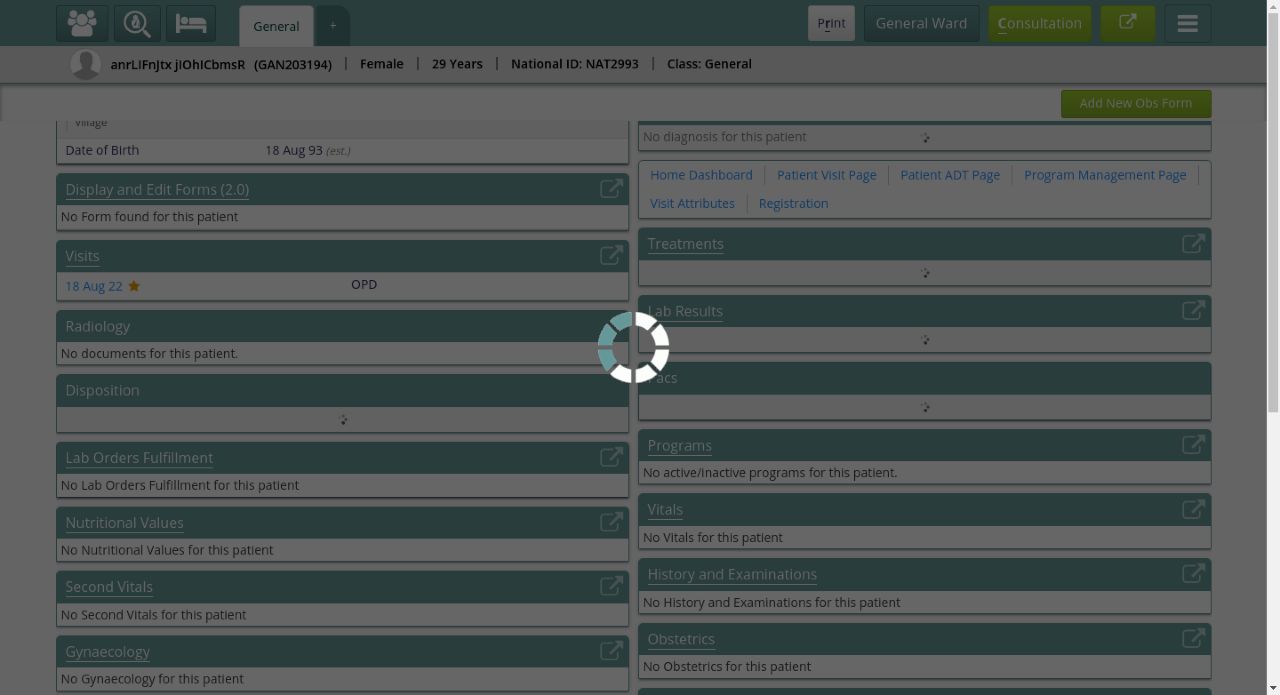 General
+
Print
General Ward
Consultation
anrLIFnJtx jIOhICbmsR (GAN203194) | Female | 29 Years | National ID: NAT2993 | Class: General
Add New Obs Form
Village
Date of Birth 18 Aug 93 (est.)
Display and Edit Forms (2.0)
No Form found for this patient
Visits
18 Aug 22 OPD
Radiology
No documents for this patient.
Disposition
Lab Orders Fulfillment
No Lab Orders Fulfillment for this patient
Nutritional Values
No Nutritional Values for this patient
Second Vitals
No Second Vitals for this patient
Gynaecology
No Gynaecology for this patient
No diagnosis for this patient
Home Dashboard | Patient Visit Page | Patient ADT Page | Program Management Page |
Visit Attributes | Registration
Treatments
Lab Results
Pacs
Programs
No active/inactive programs for this patient.
Vitals
No Vitals for this patient
History and Examinations
No History and Examinations for this patient
Obstetrics
No Obstetrics for this patient